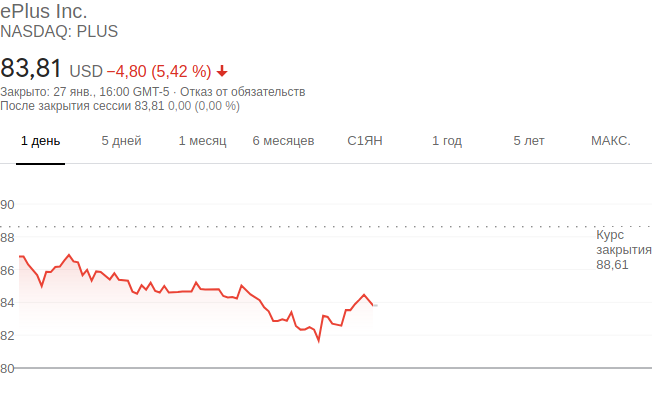 ePlus Inc.
NASDAQ: PLUS
83,81 USD −4,80 (5,42 %)
Закрыто: 27 янв., 16:00 GMT-5 · Отказ от обязательств
После закрытия сессии 83,81 0,00 (0,00 %)
1 день 5 дней 1 месяц 6 месяцев С1ЯН 1 год 5 лет МАКС.
90
88
86
84
82
80
Курс
закрытия
88,61